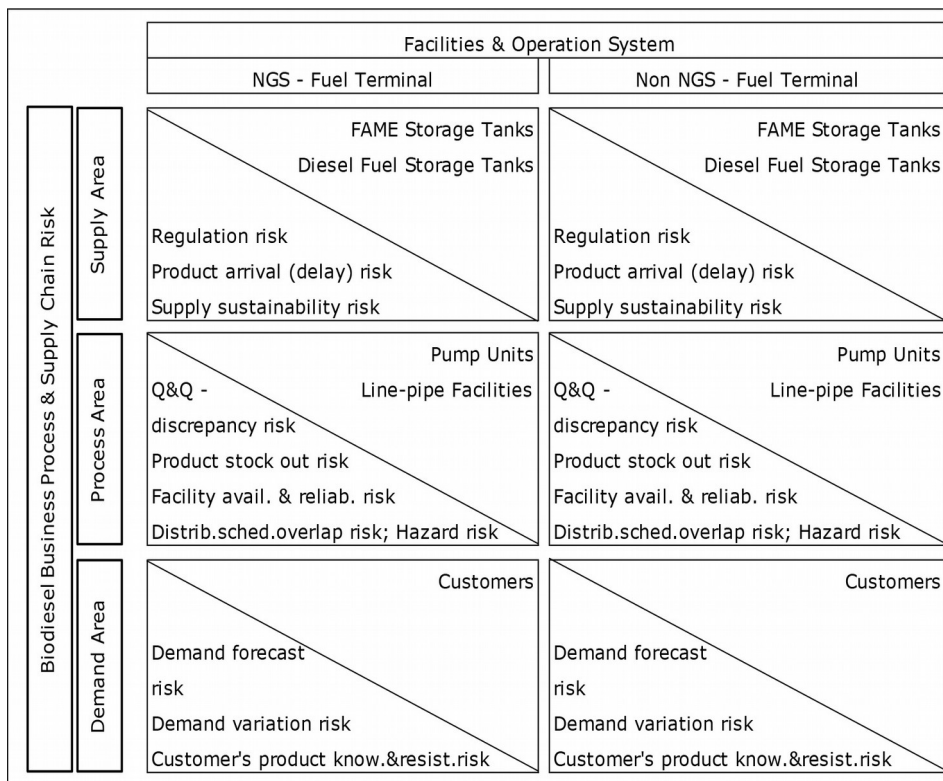 Facilities & Operation System
NGS - Fuel Terminal
Non NGS - Fuel Terminal
Biodiesel Business Process & Supply Chain Risk
Supply Area
FAME Storage Tanks
Diesel Fuel Storage Tanks
Regulation risk
Product arrival (delay) risk
Supply sustainability risk
FAME Storage Tanks
Diesel Fuel Storage Tanks
Regulation risk
Product arrival (delay) risk
Supply sustainability risk
Process Area
Pump Units
Line-pipe Facilities
Q&Q -
discrepancy risk
Product stock out risk
Facility avail. & reliab. risk
Distrib.sched.overlap risk; Hazard risk
Pump Units
Line-pipe Facilities
Q&Q -
discrepancy risk
Product stock out risk
Facility avail. & reliab. risk
Distrib.sched.overlap risk; Hazard risk
Demand Area
Customers
Demand forecast
risk
Demand variation risk
Customer's product know.&resist.risk
Customers
Demand forecast
risk
Demand variation risk
Customer's product know.&resist.risk